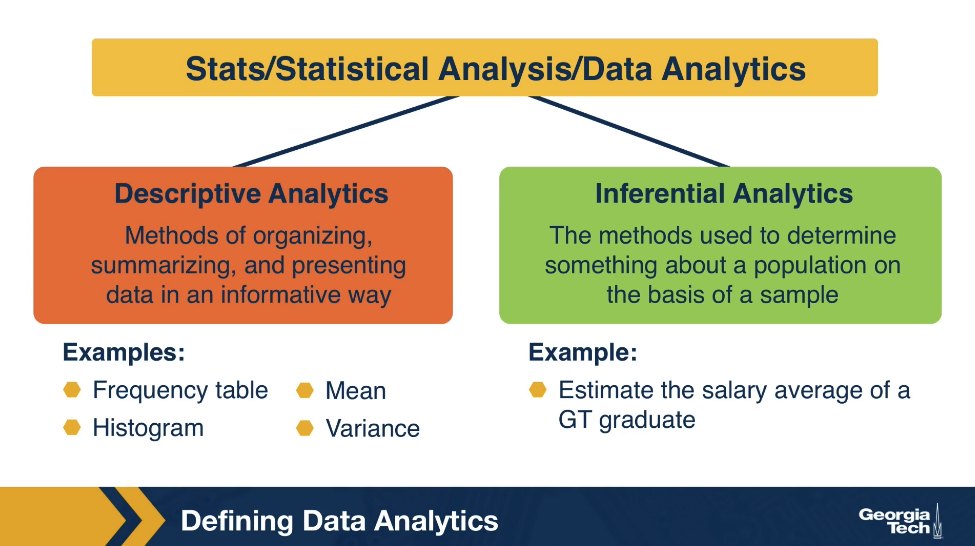 Stats/Statistical Analysis/Data Analytics
Descriptive Analytics
Methods of organizing,
summarizing, and presenting
data in an informative way
Examples:
Frequency table
Histogram
Mean
Variance
Inferential Analytics
The methods used to determine
something about a population on
the basis of a sample
Example:
Estimate the salary average of a
GT graduate
Defining Data Analytics
Georgia
Tech